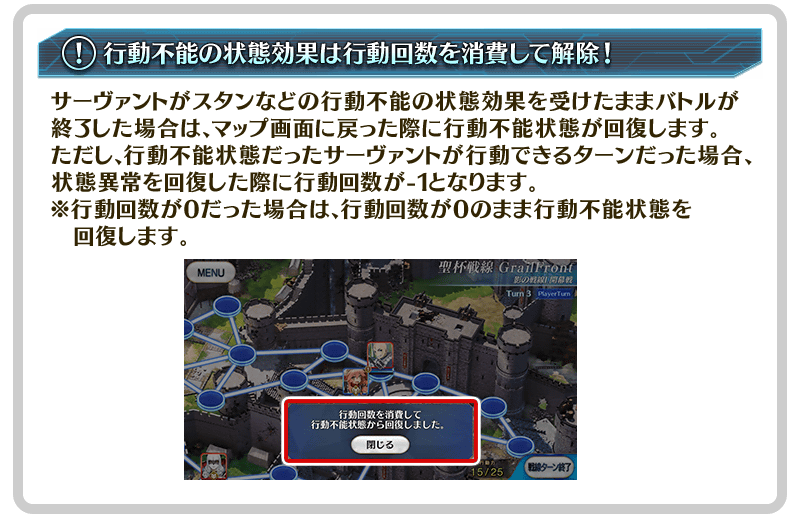 行動不能の状態効果は行動回数を消費して解除！
サーヴァントがスタンなどの行動不能の状態効果を受けたままバトルが
終了した場合は、マップ画面に戻った際に行動不能状態が回復します。
ただし、行動不能状態だったサーヴァントが行動できるターンだった場合、
状態異常を回復した際に行動回数が-1となります。
※行動回数が0だった場合は、行動回数が0のまま行動不能状態を
回復します。
MENU
聖杯戦線 GrailFront
影の戦線! 開幕戦
Turn 3 PlayerTurn
行動回数を消費して
行動不能状態から回復しました。
閉じる
15/25
戦線ターン終了